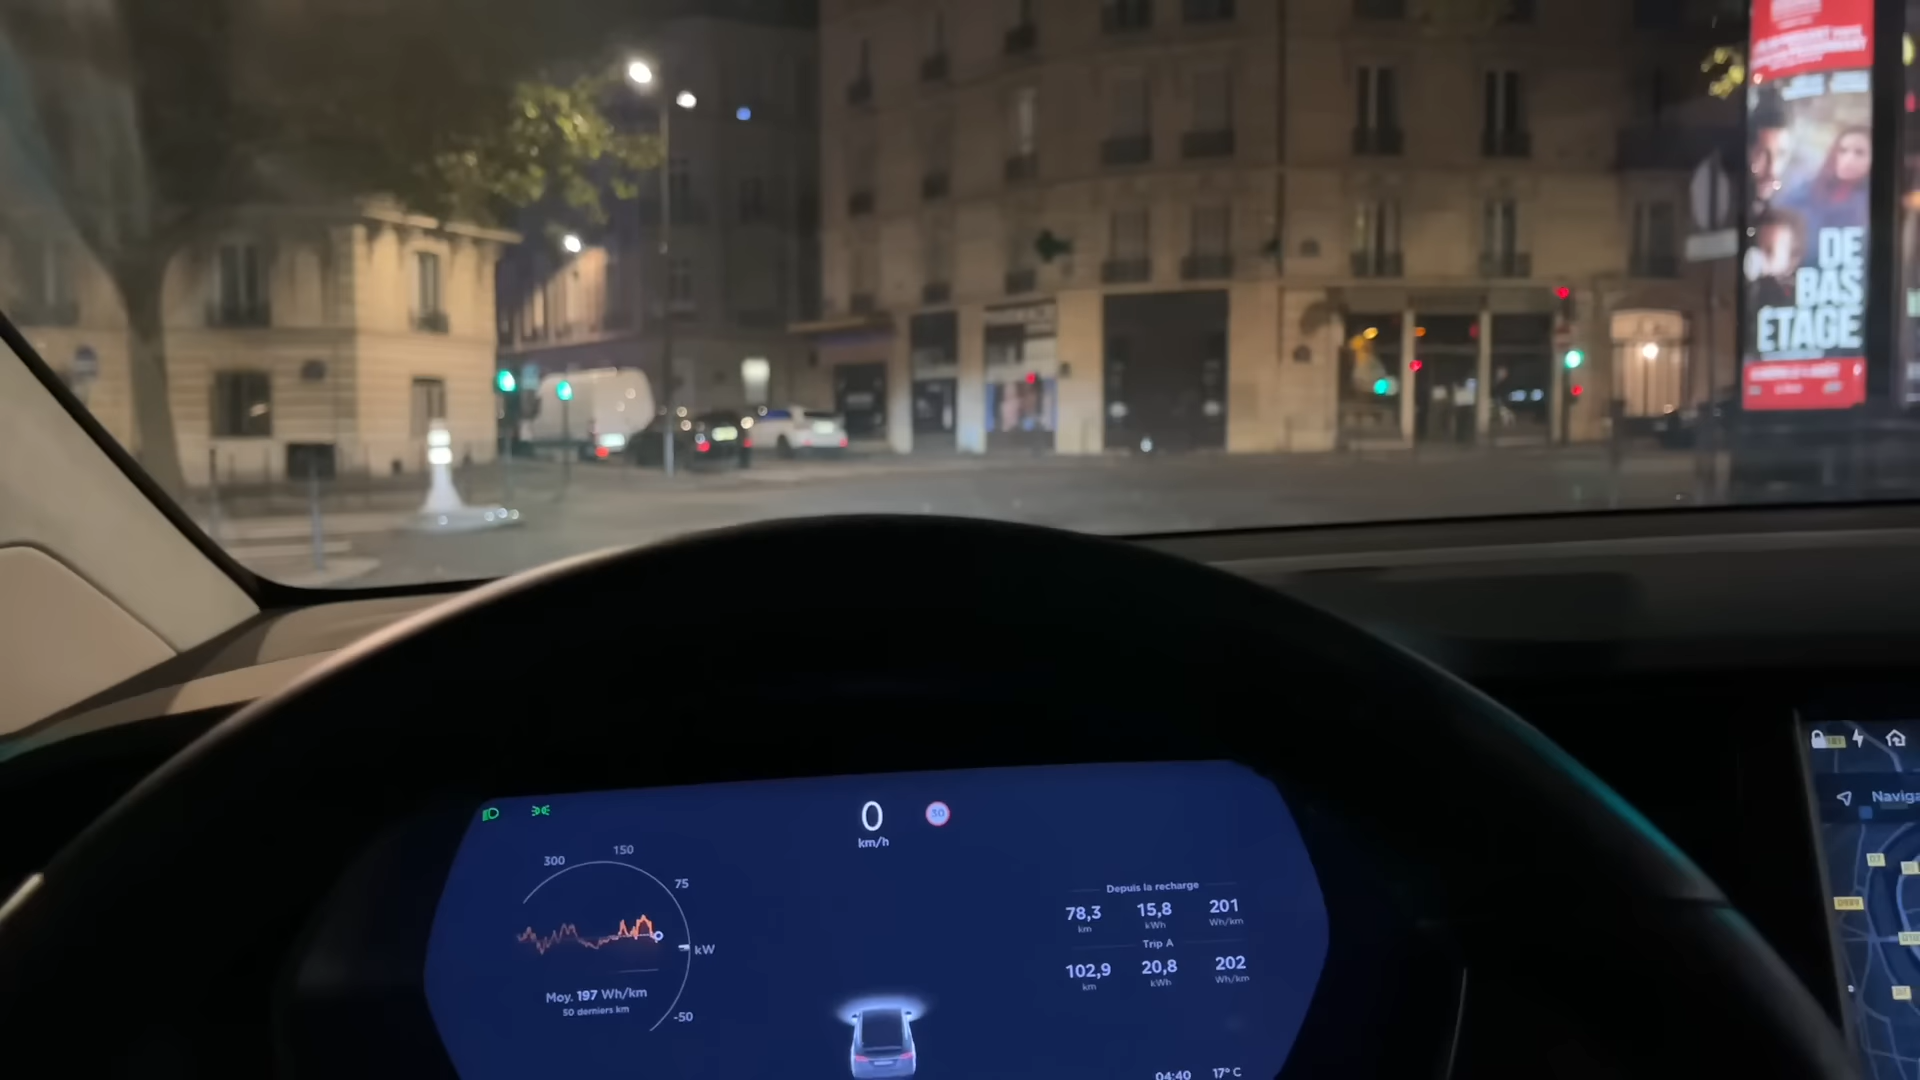 DE
BAS
ÉTAGE
0
km/h
30
300
150
75
kW
-50
Moy. 197 Wh/km
50 derniers km
Depuis la recharge
78,3 15,8 201
km kWh Wh/km
Trip A
102,9 20,8 202
km kWh Wh/km
04:40 17° C
Naviga